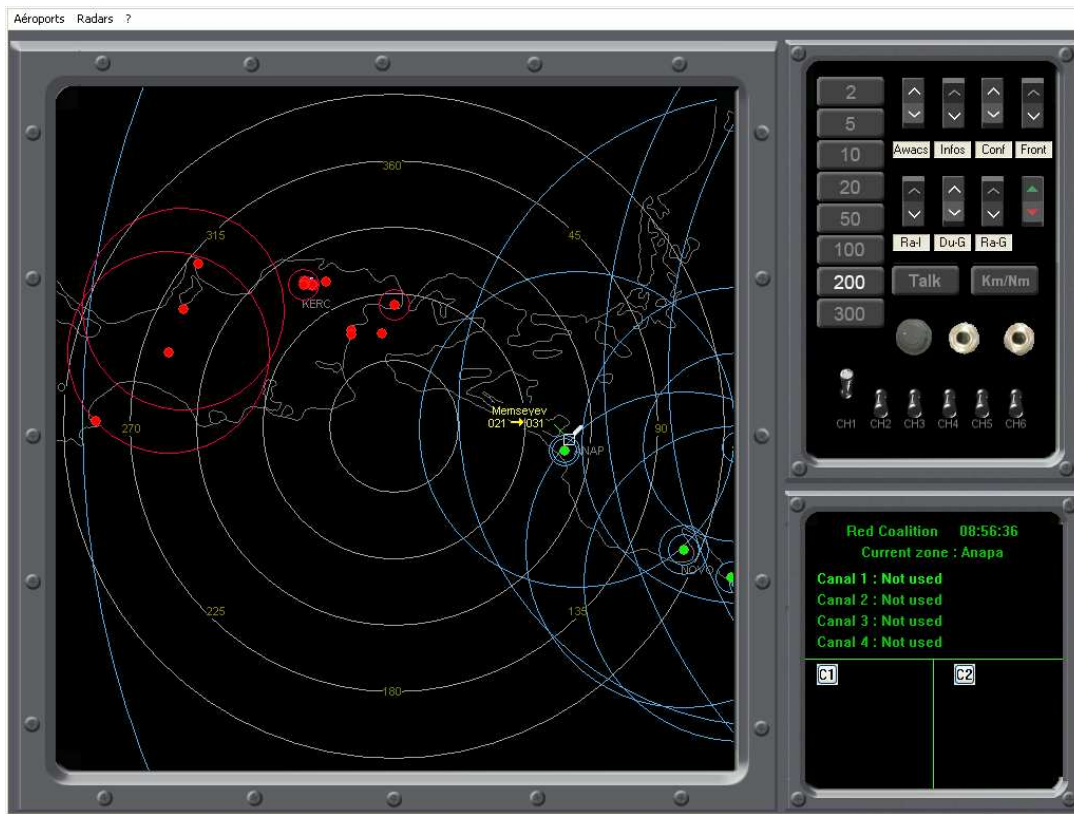 Aéroports Radars ?
360
315
45
KERC
Memseyev
021 031
270
90
ANAP
NOVO
225
135
180
2
5
10
20
50
100
200
300
Awacs Infos Conf Front
Ra-I Du-G Ra-G
Talk Km/Nm
CH1 CH2 CH3 CH4 CH5 CH6
Red Coalition 08:56:36
Current zone : Anapa
Canal 1 : Not used
Canal 2 : Not used
Canal 3 : Not used
Canal 4 : Not used
C1 C2